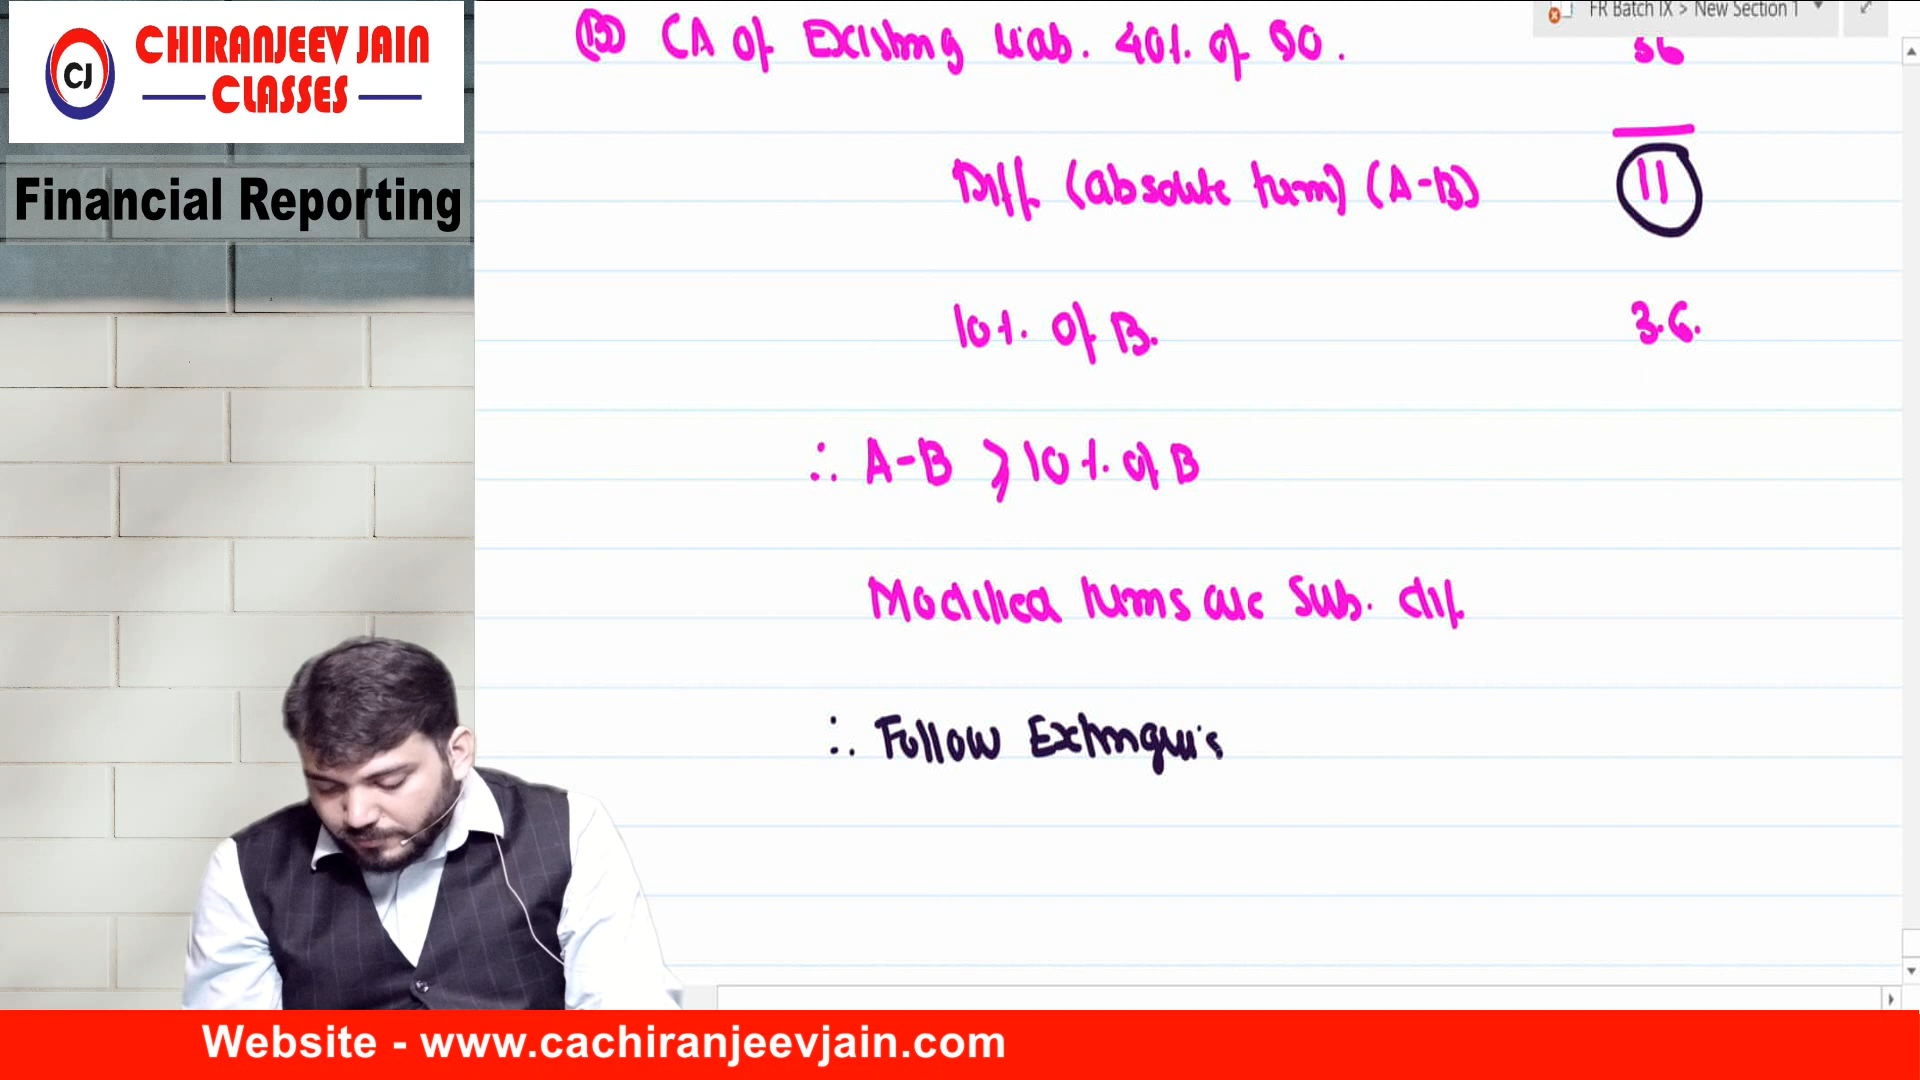 CHIRANJEEV JAIN
CJ
CLASSES
Financial Reporting
FR Batch IX > New Section 1
(B) CA of Existing Liab. 40% of 90. 36
Diff (absolute term) (A-B) 11
10% of B. 3.6.
∴ A-B ⩾ 10% of B
Modified terms are Sub. dif
∴ Follow Extinguis
Website - www.cachiranjeevjain.com